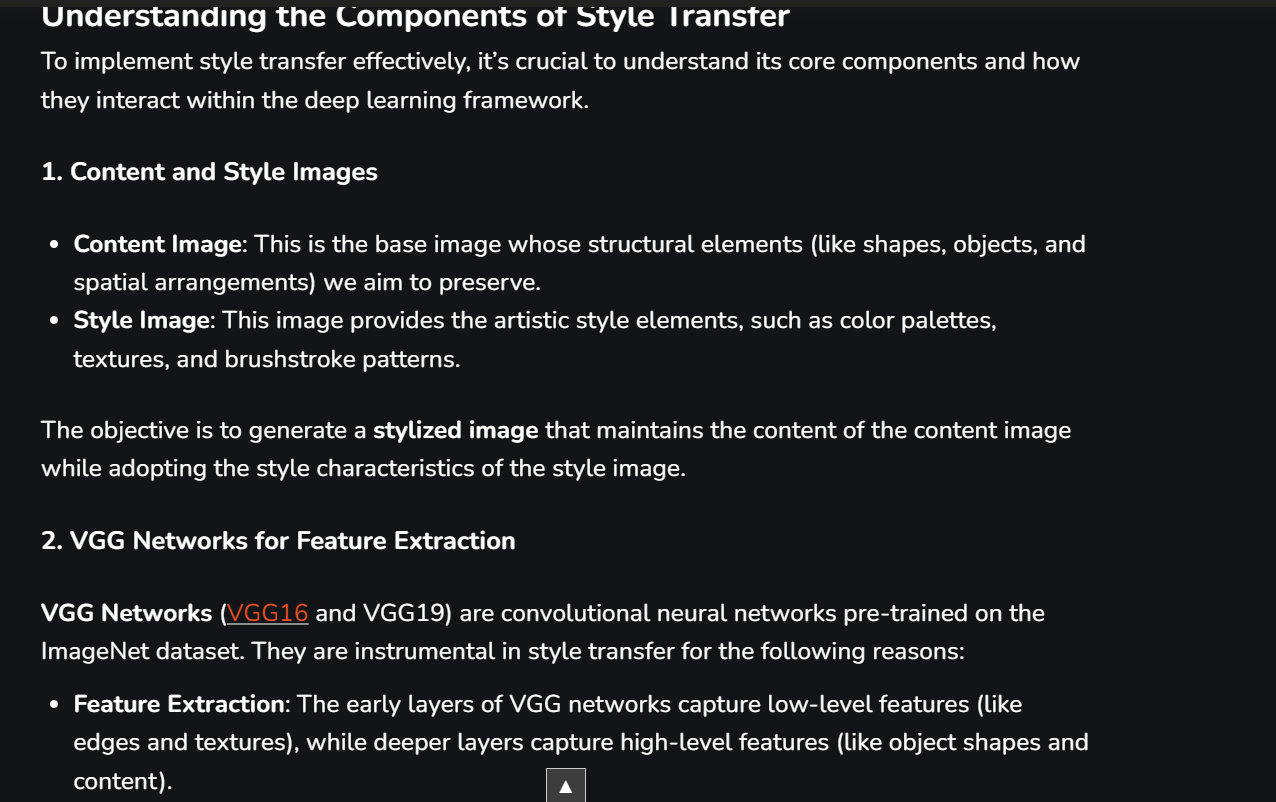 Understanding the Components of Style Transfer
To implement style transfer effectively, it’s crucial to understand its core components and how
they interact within the deep learning framework.
1. Content and Style Images
• Content Image: This is the base image whose structural elements (like shapes, objects, and
spatial arrangements) we aim to preserve.
• Style Image: This image provides the artistic style elements, such as color palettes,
textures, and brushstroke patterns.
The objective is to generate a stylized image that maintains the content of the content image
while adopting the style characteristics of the style image.
2. VGG Networks for Feature Extraction
VGG Networks (VGG16 and VGG19) are convolutional neural networks pre-trained on the
ImageNet dataset. They are instrumental in style transfer for the following reasons:
• Feature Extraction: The early layers of VGG networks capture low-level features (like
edges and textures), while deeper layers capture high-level features (like object shapes and
content).